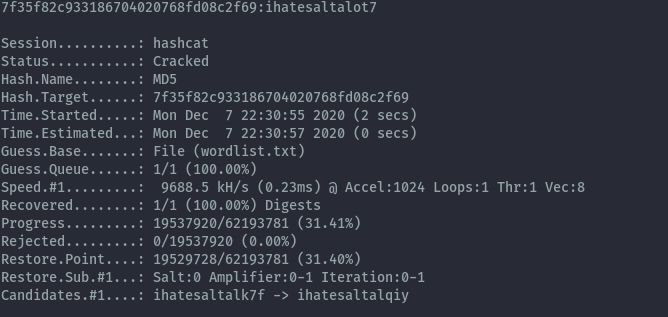 7f35f82c933186704020768fd08c2f69:ihatesaltalot7
Session..........: hashcat
Status...........: Cracked
Hash.Name........: MD5
Hash.Target......: 7f35f82c933186704020768fd08c2f69
Time.Started.....: Mon Dec  7 22:30:55 2020 (2 secs)
Time.Estimated...: Mon Dec  7 22:30:57 2020 (0 secs)
Guess.Base.......: File (wordlist.txt)
Guess.Queue......: 1/1 (100.00%)
Speed.#1.........:  9688.5 kH/s (0.23ms) @ Accel:1024 Loops:1 Thr:1 Vec:8
Recovered........: 1/1 (100.00%) Digests
Progress.........: 19537920/62193781 (31.41%)
Rejected.........: 0/19537920 (0.00%)
Restore.Point....: 19529728/62193781 (31.40%)
Restore.Sub.#1...: Salt:0 Amplifier:0-1 Iteration:0-1
Candidates.#1....: ihatesaltalk7f -> ihatesaltalqiy